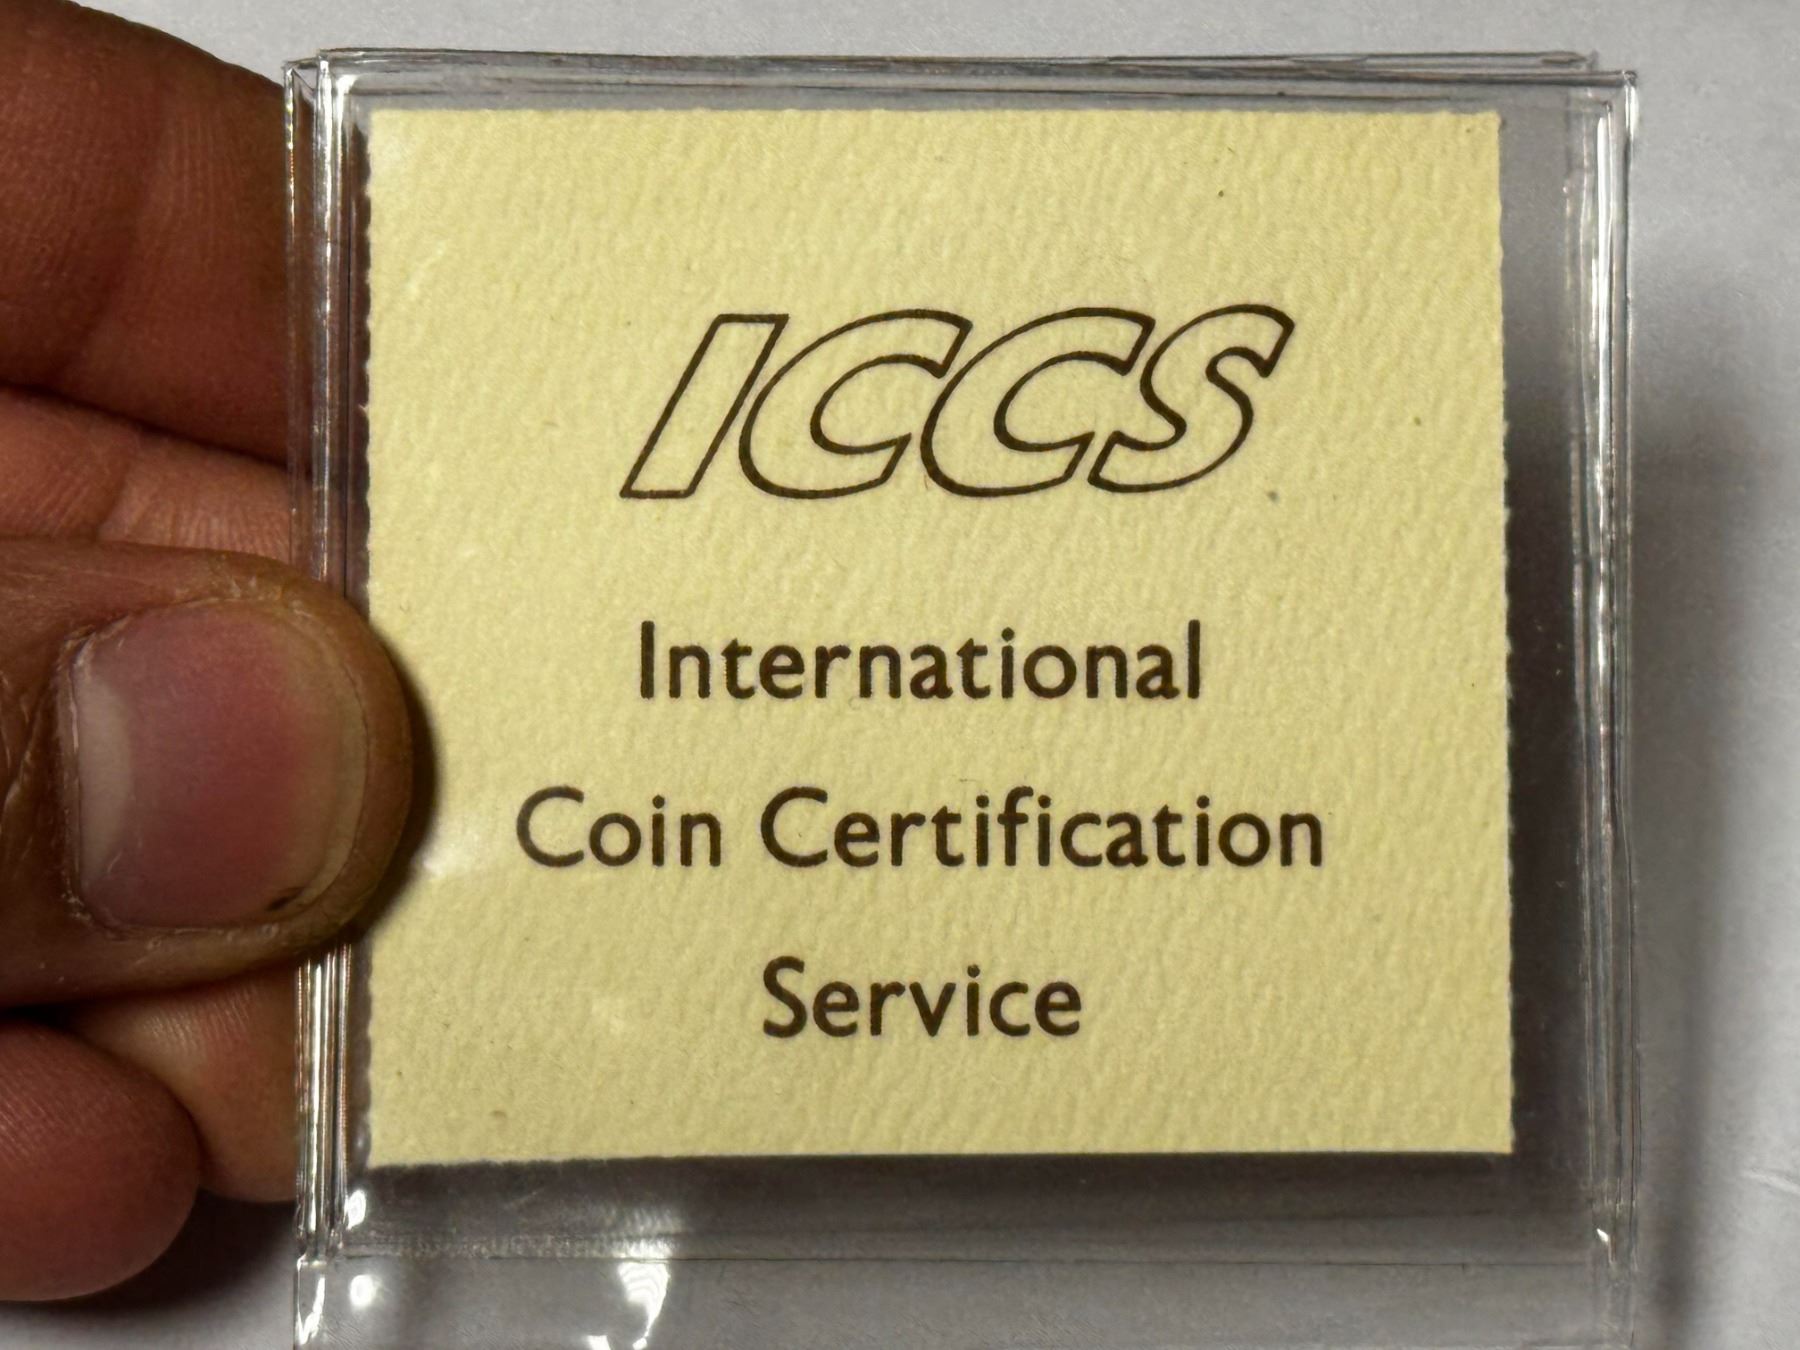 ICCS
International
Coin Certification
Service